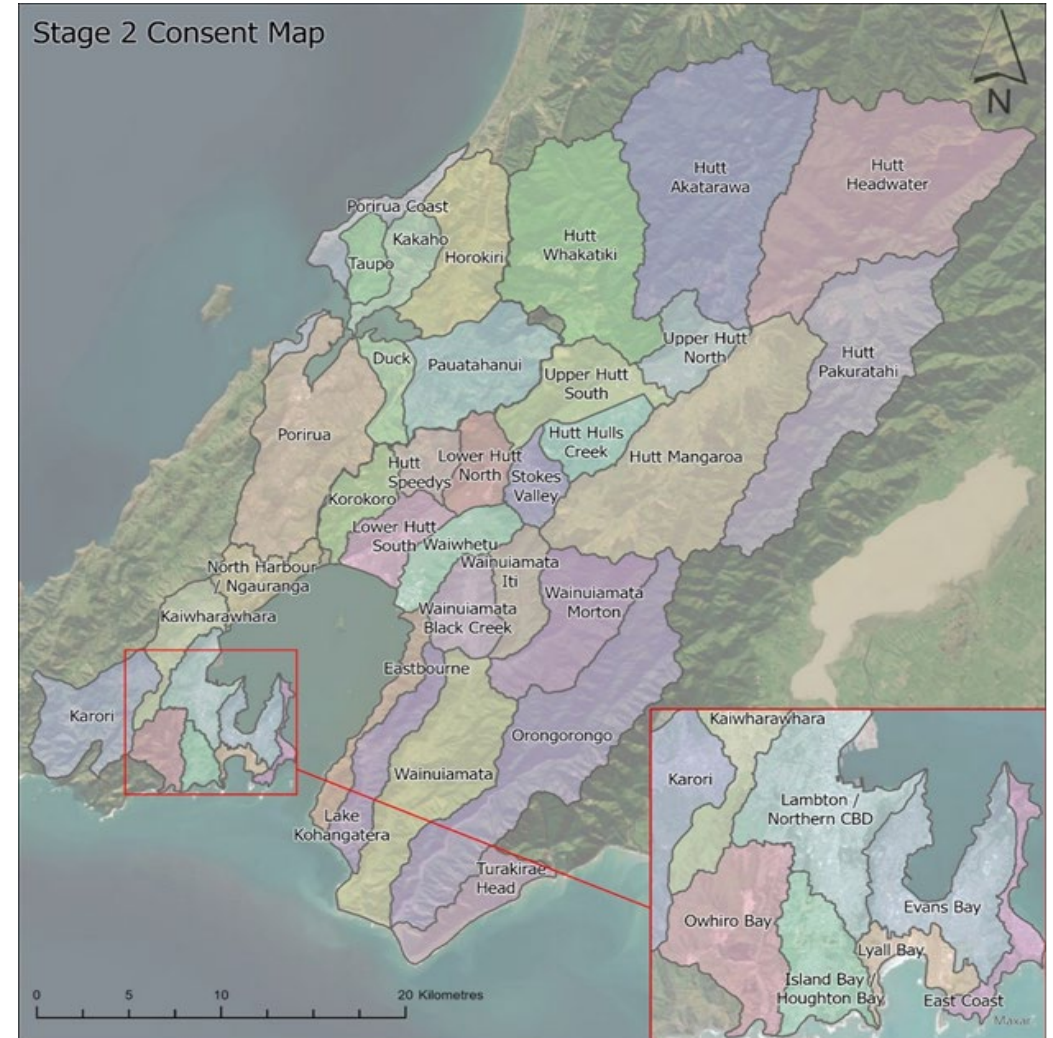 Stage 2 Consent Map
N
Hutt
Akatarawa
Hutt
Headwater
Porirua Coast
Kakaho
Taupo
Horokiri
Hutt
Whakatiki
Duck
Pauatahanui
Upper Hutt
North
Hutt
Pakuratahi
Upper Hutt
South
Porirua
Hutt Hulls
Creek
Hutt Mangaroa
Hutt
Speedys
Lower Hutt
North
Stokes
Valley
Korokoro
Lower Hutt
South
Waiwhetu
North Harbour
/ Ngauranga
Wainuiamata
Iti
Wainuiamata
Morton
Wainuiamata
Black Creek
Kaiwharawhara
Eastbourne
Karori
Orongorongo
Wainuiamata
Lake
Kohangatera
Turakirae
Head
Kaiwharawhara
Karori
Lambton /
Northern CBD
Owhiro Bay
Evans Bay
Lyall Bay
Island Bay /
Houghton Bay
East Coast
Maxar
0 5 10 20 Kilometres